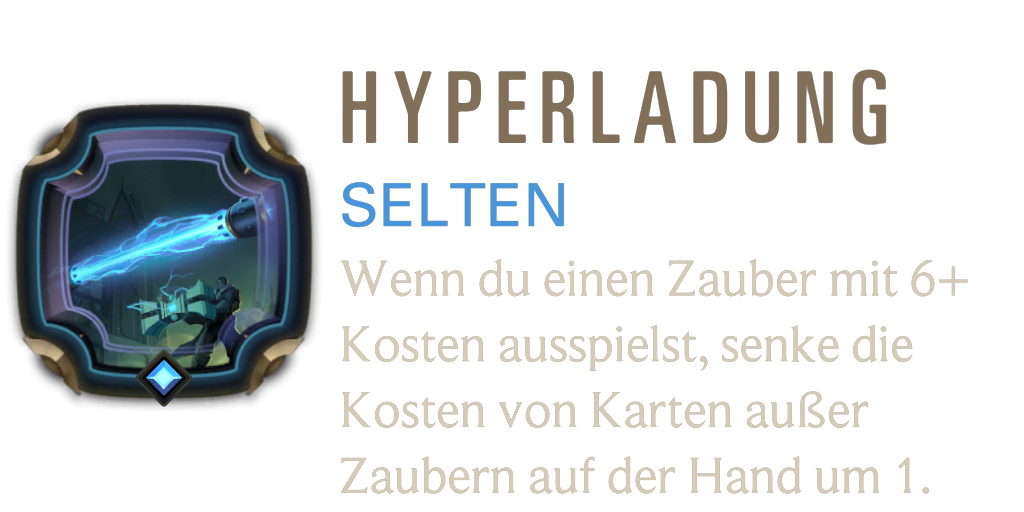 HYPERLADUNG
SELTEN
Wenn du einen Zauber mit 6+
Kosten ausspielst, senke die
Kosten von Karten außer
Zaubern auf der Hand um 1.